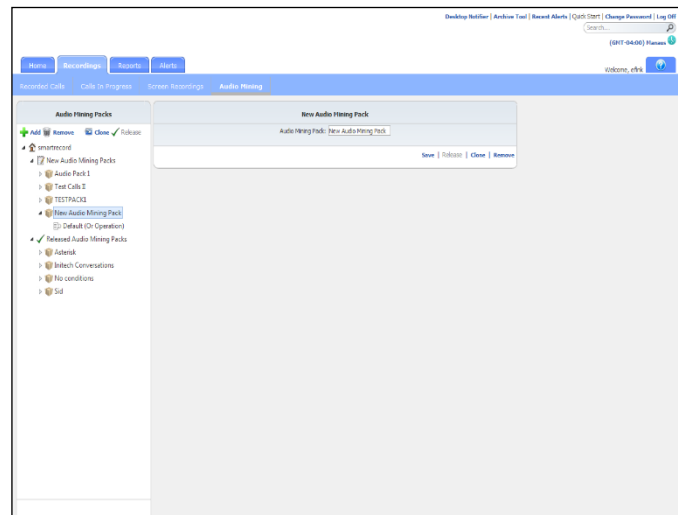 Desktop Notifier | Archive Tool | Recent Alerts | Quick Start | Change Password | Log Off
Search...
(GMT-04:00) Manaus
Home Recordings Reports Alerts
Welcome, efink
Recorded Calls Calls In Progress Screen Recordings Audio Mining
Audio Mining Packs
Add Remove Clone Release
smartrecord
New Audio Mining Packs
Audio Pack 1
Test Calls II
TESTPACK1
New Audio Mining Pack
Default (Or Operation)
Released Audio Mining Packs
Asterisk
Initech Conversations
No conditions
Sid
New Audio Mining Pack
Audio Mining Pack: New Audio Mining Pack
Save | Release | Clone | Remove